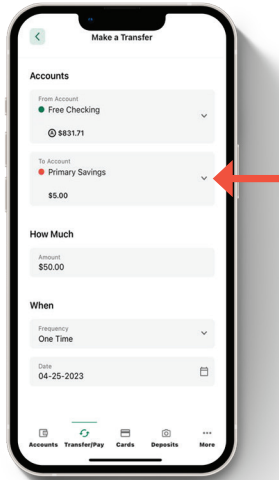 Make a Transfer
Accounts
From Account
Free Checking
$831.71
To Account
Primary Savings
$5.00
How Much
Amount
$50.00
When
Frequency
One Time
Date
04-25-2023
Accounts Transfer/Pay Cards Deposits More